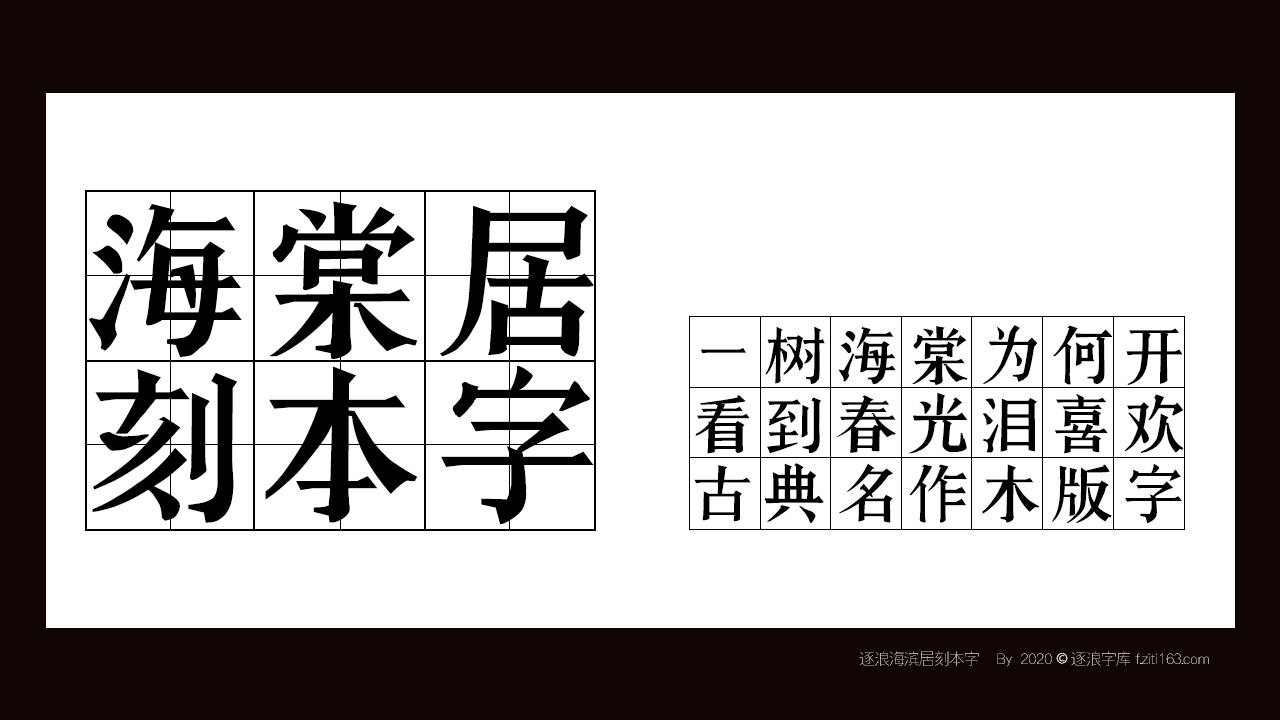 海棠居
刻本字
一树海棠为何开
看到春光泪喜欢
古典名作木版字
逐浪海滨居刻本字 By 2020 © 逐浪字库 f.ziti163.com